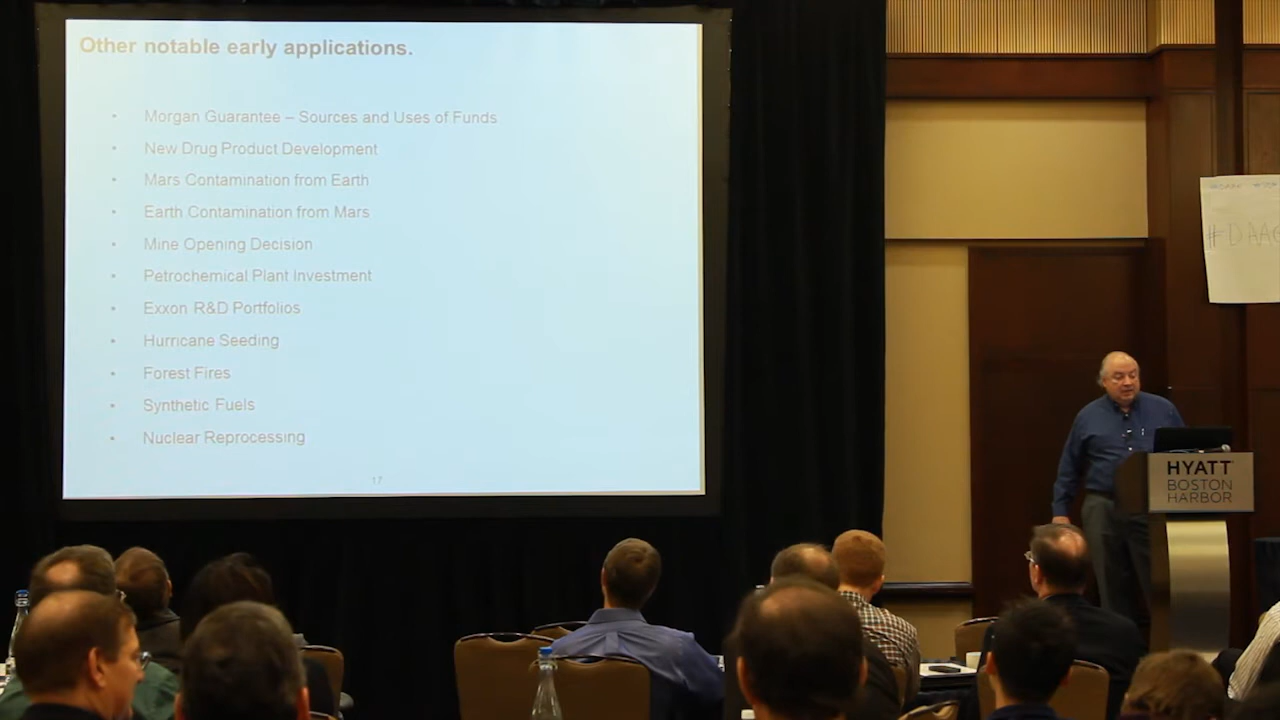 Other notable early applications.
• Morgan Guarantee – Sources and Uses of Funds
• New Drug Product Development
• Mars Contamination from Earth
• Earth Contamination from Mars
• Mine Opening Decision
• Petrochemical Plant Investment
• Exxon R&D Portfolios
• Hurricane Seeding
• Forest Fires
• Synthetic Fuels
• Nuclear Reprocessing
17
#DAAG
HYATT
BOSTON
HARBOR